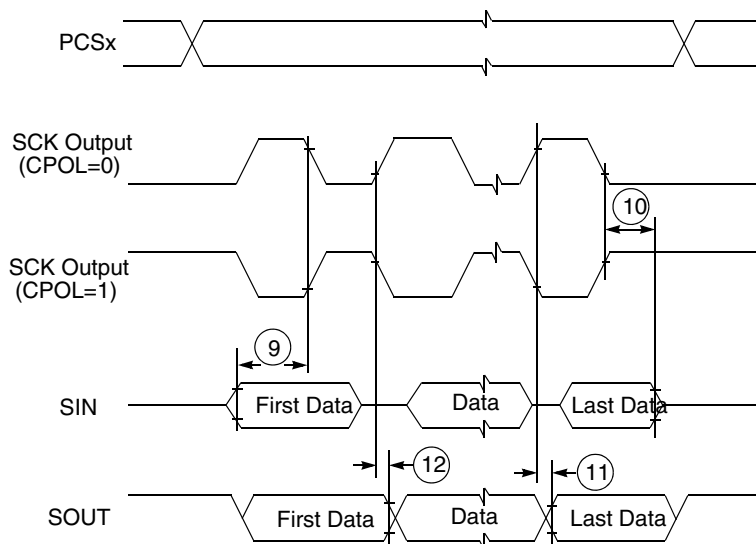 PCSx
SCK Output
(CPOL=0)
10
SCK Output
(CPOL=1)
9
SIN
First Data
Data
Last Data
12
11
SOUT
First Data
Data
Last Data